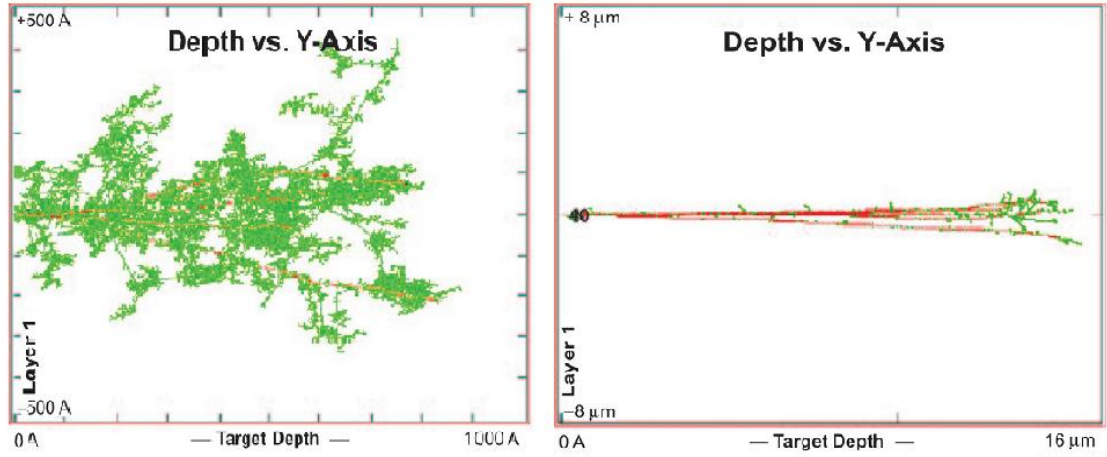 +500 A
Depth vs. Y-Axis
Layer 1
−500 A
0 A
— Target Depth —
1000 A
+ 8 µm
Depth vs. Y-Axis
Layer 1
−8 µm
0 A
— Target Depth —
16 µm